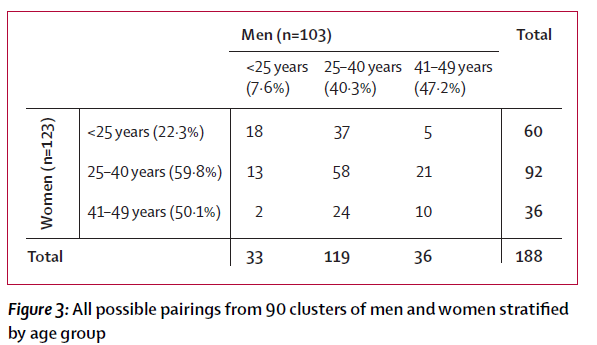 Men (n=103) Total
<25 years 25–40 years 41–49 years
(7·6%) (40·3%) (47·2%)
Women (n=123)
<25 years (22·3%) 18 37 5 60
25–40 years (59·8%) 13 58 21 92
41–49 years (50·1%) 2 24 10 36
Total 33 119 36 188
Figure 3: All possible pairings from 90 clusters of men and women stratified
by age group